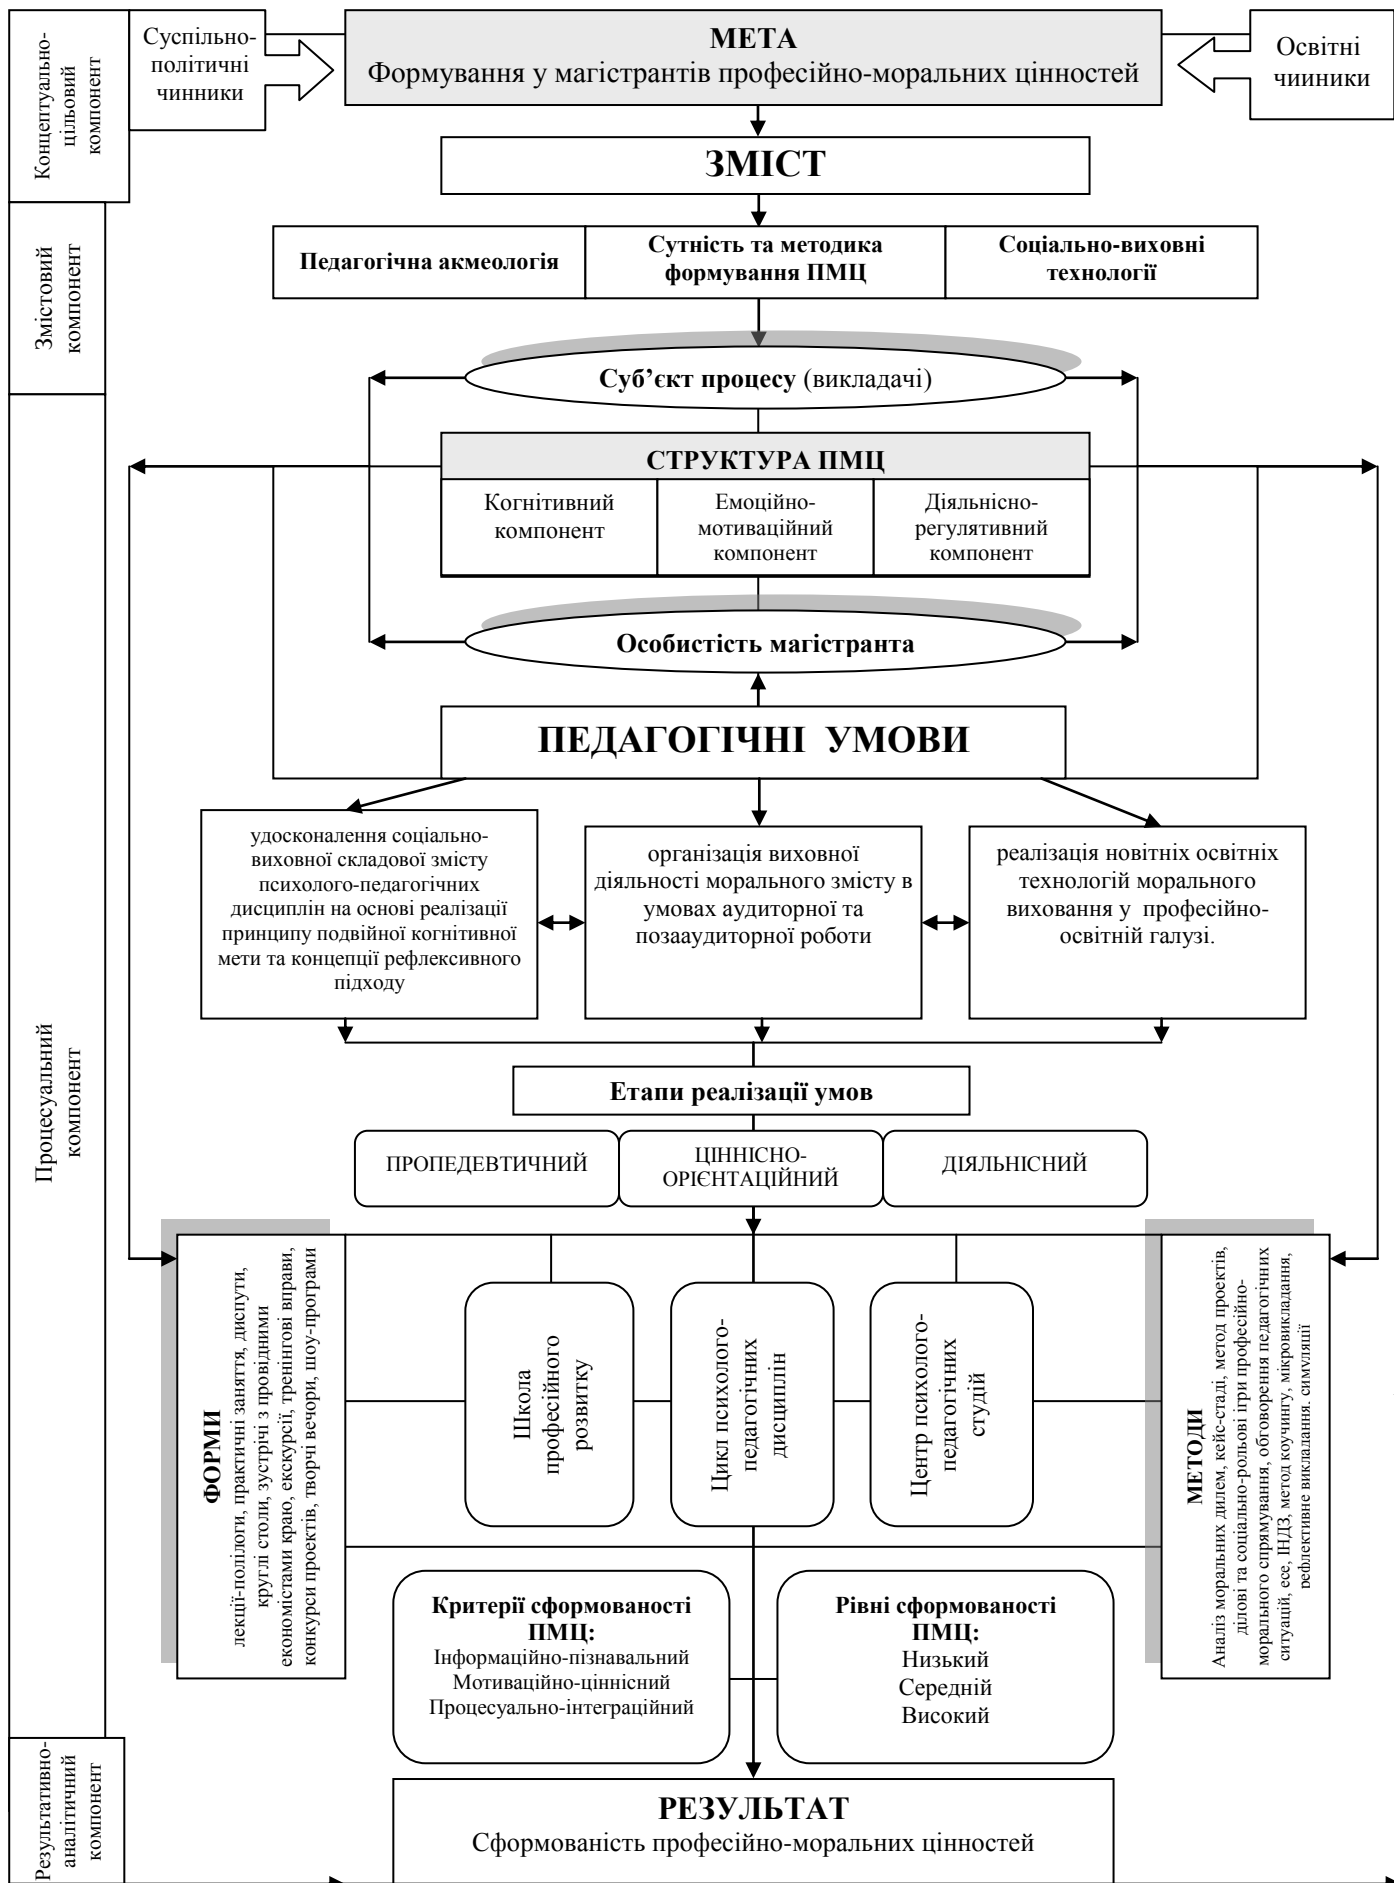 Концептуально-
цільовий
компонент
Суспільно-
політичні
чинники
МЕТА
Формування у магістрантів професійно-моральних цінностей
Освітні
чиинники
ЗМІСТ
Змістовий
компонент
Педагогічна акмеологія
Сутність та методика
формування ПМЦ
Соціально-виховні
технології
Суб’єкт процесу (викладачі)
СТРУКТУРА ПМЦ
Когнітивний
компонент
Емоційно-
мотиваційний
компонент
Діяльнісно-
регулятивний
компонент
Особистість магістранта
ПЕДАГОГІЧНІ УМОВИ
удосконалення соціально-
виховної складової змісту
психолого-педагогічних
дисциплін на основі реалізації
принципу подвійної когнітивної
мети та концепції рефлексивного
підходу
організація виховної
діяльності морального змісту в
умовах аудиторної та
позааудиторної роботи
реалізація новітніх освітніх
технологій морального
виховання у професійно-
освітній галузі.
Процесуальний
компонент
Етапи реалізації умов
ПРОПЕДЕВТИЧНИЙ
ЦІННІСНО-
ОРІЄНТАЦІЙНИЙ
ДІЯЛЬНІСНИЙ
ФОРМИ
лекції-полілоги, практичні заняття, диспути,
круглі столи, зустрічі з провідними
економістами краю, екскурсії, тренінгові вправи,
конкурси проектів, творчі вечори, шоу-програми
Школа
професійного
розвитку
Цикл психолого-
педагогічних
дисциплін
Центр психолого-
педагогічних
студій
МЕТОДИ
Аналіз моральних дилем, кейс-стаді, метод проектів,
ділові та соціально-рольові ігри професійно-
морального спрямування, обговорення педагогічних
ситуацій, есе, ІНДЗ, метод коучингу, мікровикладання,
рефлективне викладання. симуляції
Критерії сформованості
ПМЦ:
Інформаційно-пізнавальний
Мотиваційно-ціннісний
Процесуально-інтеграційний
Рівні сформованості
ПМЦ:
Низький
Середній
Високий
Результативно-
аналітичний
компонент
РЕЗУЛЬТАТ
Сформованість професійно-моральних цінностей